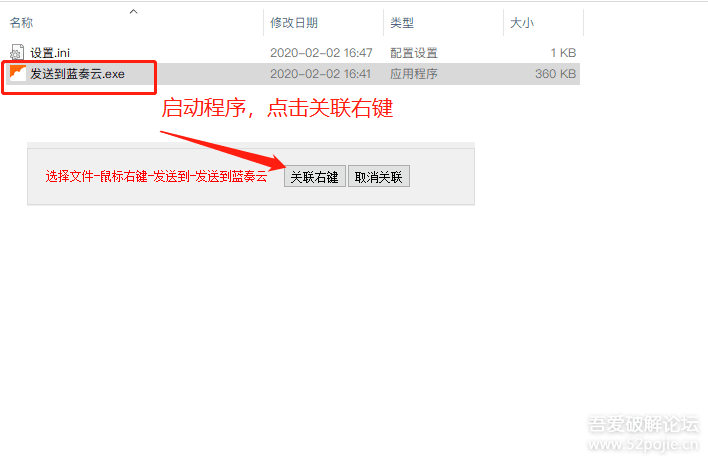 名称 修改日期 类型 大小
设置.ini 2020-02-02 16:47 配置设置 1 KB
发送到蓝奏云.exe 2020-02-02 16:41 应用程序 360 KB
启动程序，点击关联右键
选择文件-鼠标右键-发送到-发送到蓝奏云 关联右键 取消关联
吾爱破解论坛
www.52pojie.cn